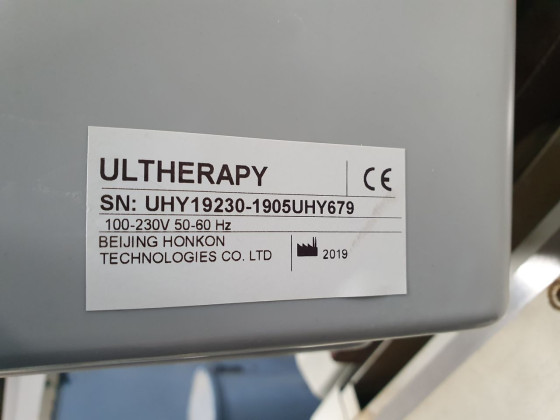 ULTHERAPY
CE
SN: UHY19230-1905UHY679
100-230V 50-60 Hz
BEIJING HONKON
TECHNOLOGIES CO. LTD
2019